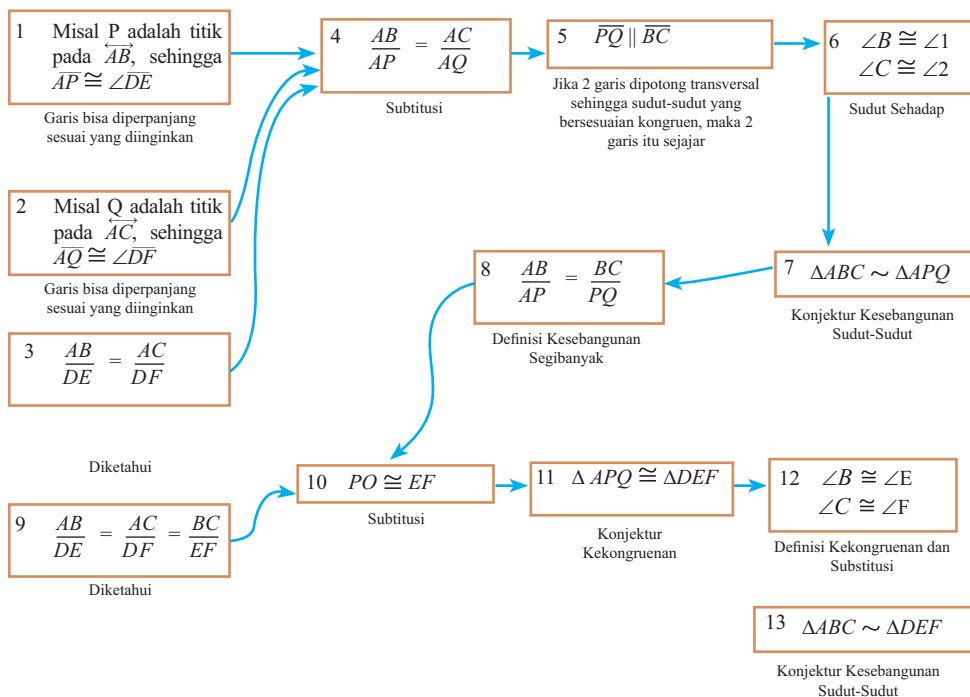 1 Misal P adalah titik
pada AB, sehingga
AP ≅ ∠DE
Garis bisa diperpanjang
sesuai yang diinginkan
2 Misal Q adalah titik
pada AC, sehingga
AQ ≅ ∠DF
Garis bisa diperpanjang
sesuai yang diinginkan
3 AB/DE = AC/DF
Diketahui
4 AB/AP = AC/AQ
Subtitusi
5 PQ || BC
Jika 2 garis dipotong transversal
sehingga sudut-sudut yang
bersesuaian kongruen, maka 2
garis itu sejajar
6 ∠B ≅ ∠1
∠C ≅ ∠2
Sudut Sehadap
7 ΔABC ~ ΔAPQ
Konjektur Kesebangunan
Sudut-Sudut
8 AB/AP = BC/PQ
Definisi Kesebangunan
Segibanyak
9 AB/DE = AC/DF = BC/EF
Diketahui
10 PO ≅ EF
Subtitusi
11 Δ APQ ≅ ΔDEF
Konjektur
Kekongruenan
12 ∠B ≅ ∠E
∠C ≅ ∠F
Definisi Kekongruenan dan
Substitusi
13 ΔABC ~ ΔDEF
Konjektur Kesebangunan
Sudut-Sudut